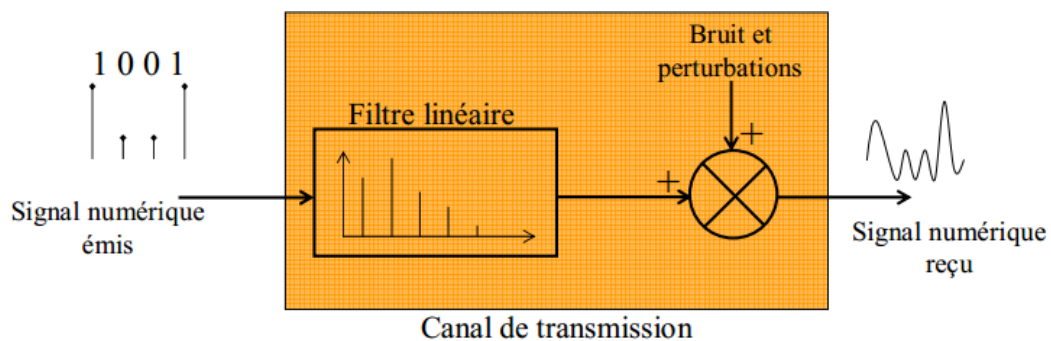 1 0 0 1
Signal numérique
émis
Filtre linéaire
Bruit et
perturbations
+
+
Signal numérique
reçu
Canal de transmission